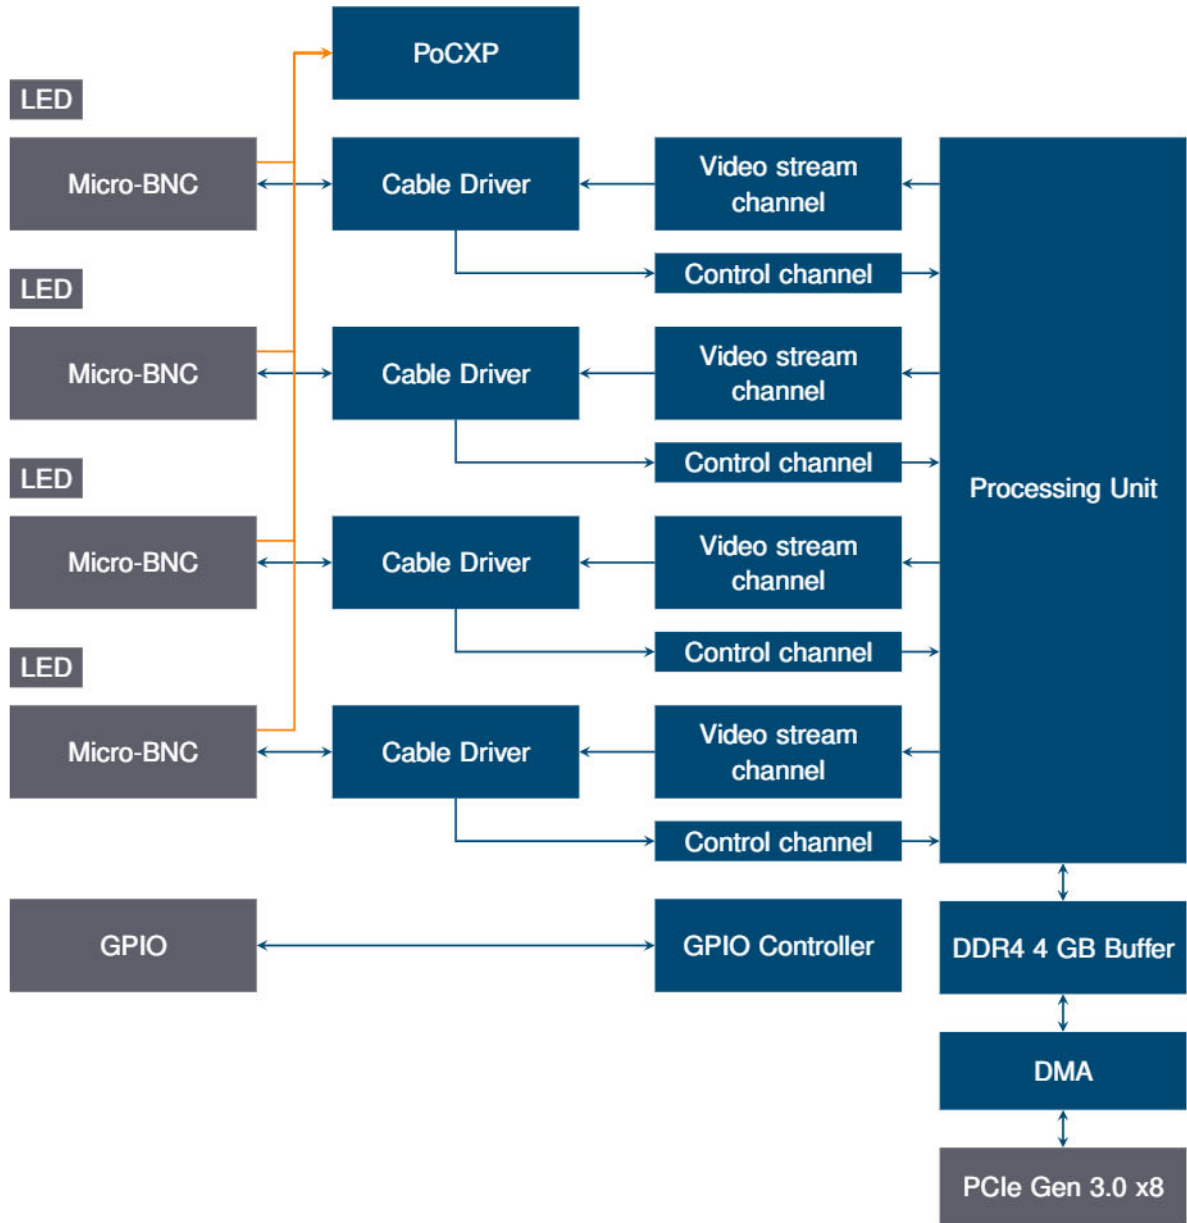 PoCXP
LED
Micro-BNC
Cable Driver
Video stream
channel
Control channel
LED
Micro-BNC
Cable Driver
Video stream
channel
Control channel
Processing Unit
LED
Micro-BNC
Cable Driver
Video stream
channel
Control channel
LED
Micro-BNC
Cable Driver
Video stream
channel
Control channel
GPIO
GPIO Controller
DDR4 4 GB Buffer
DMA
PCIe Gen 3.0 x8